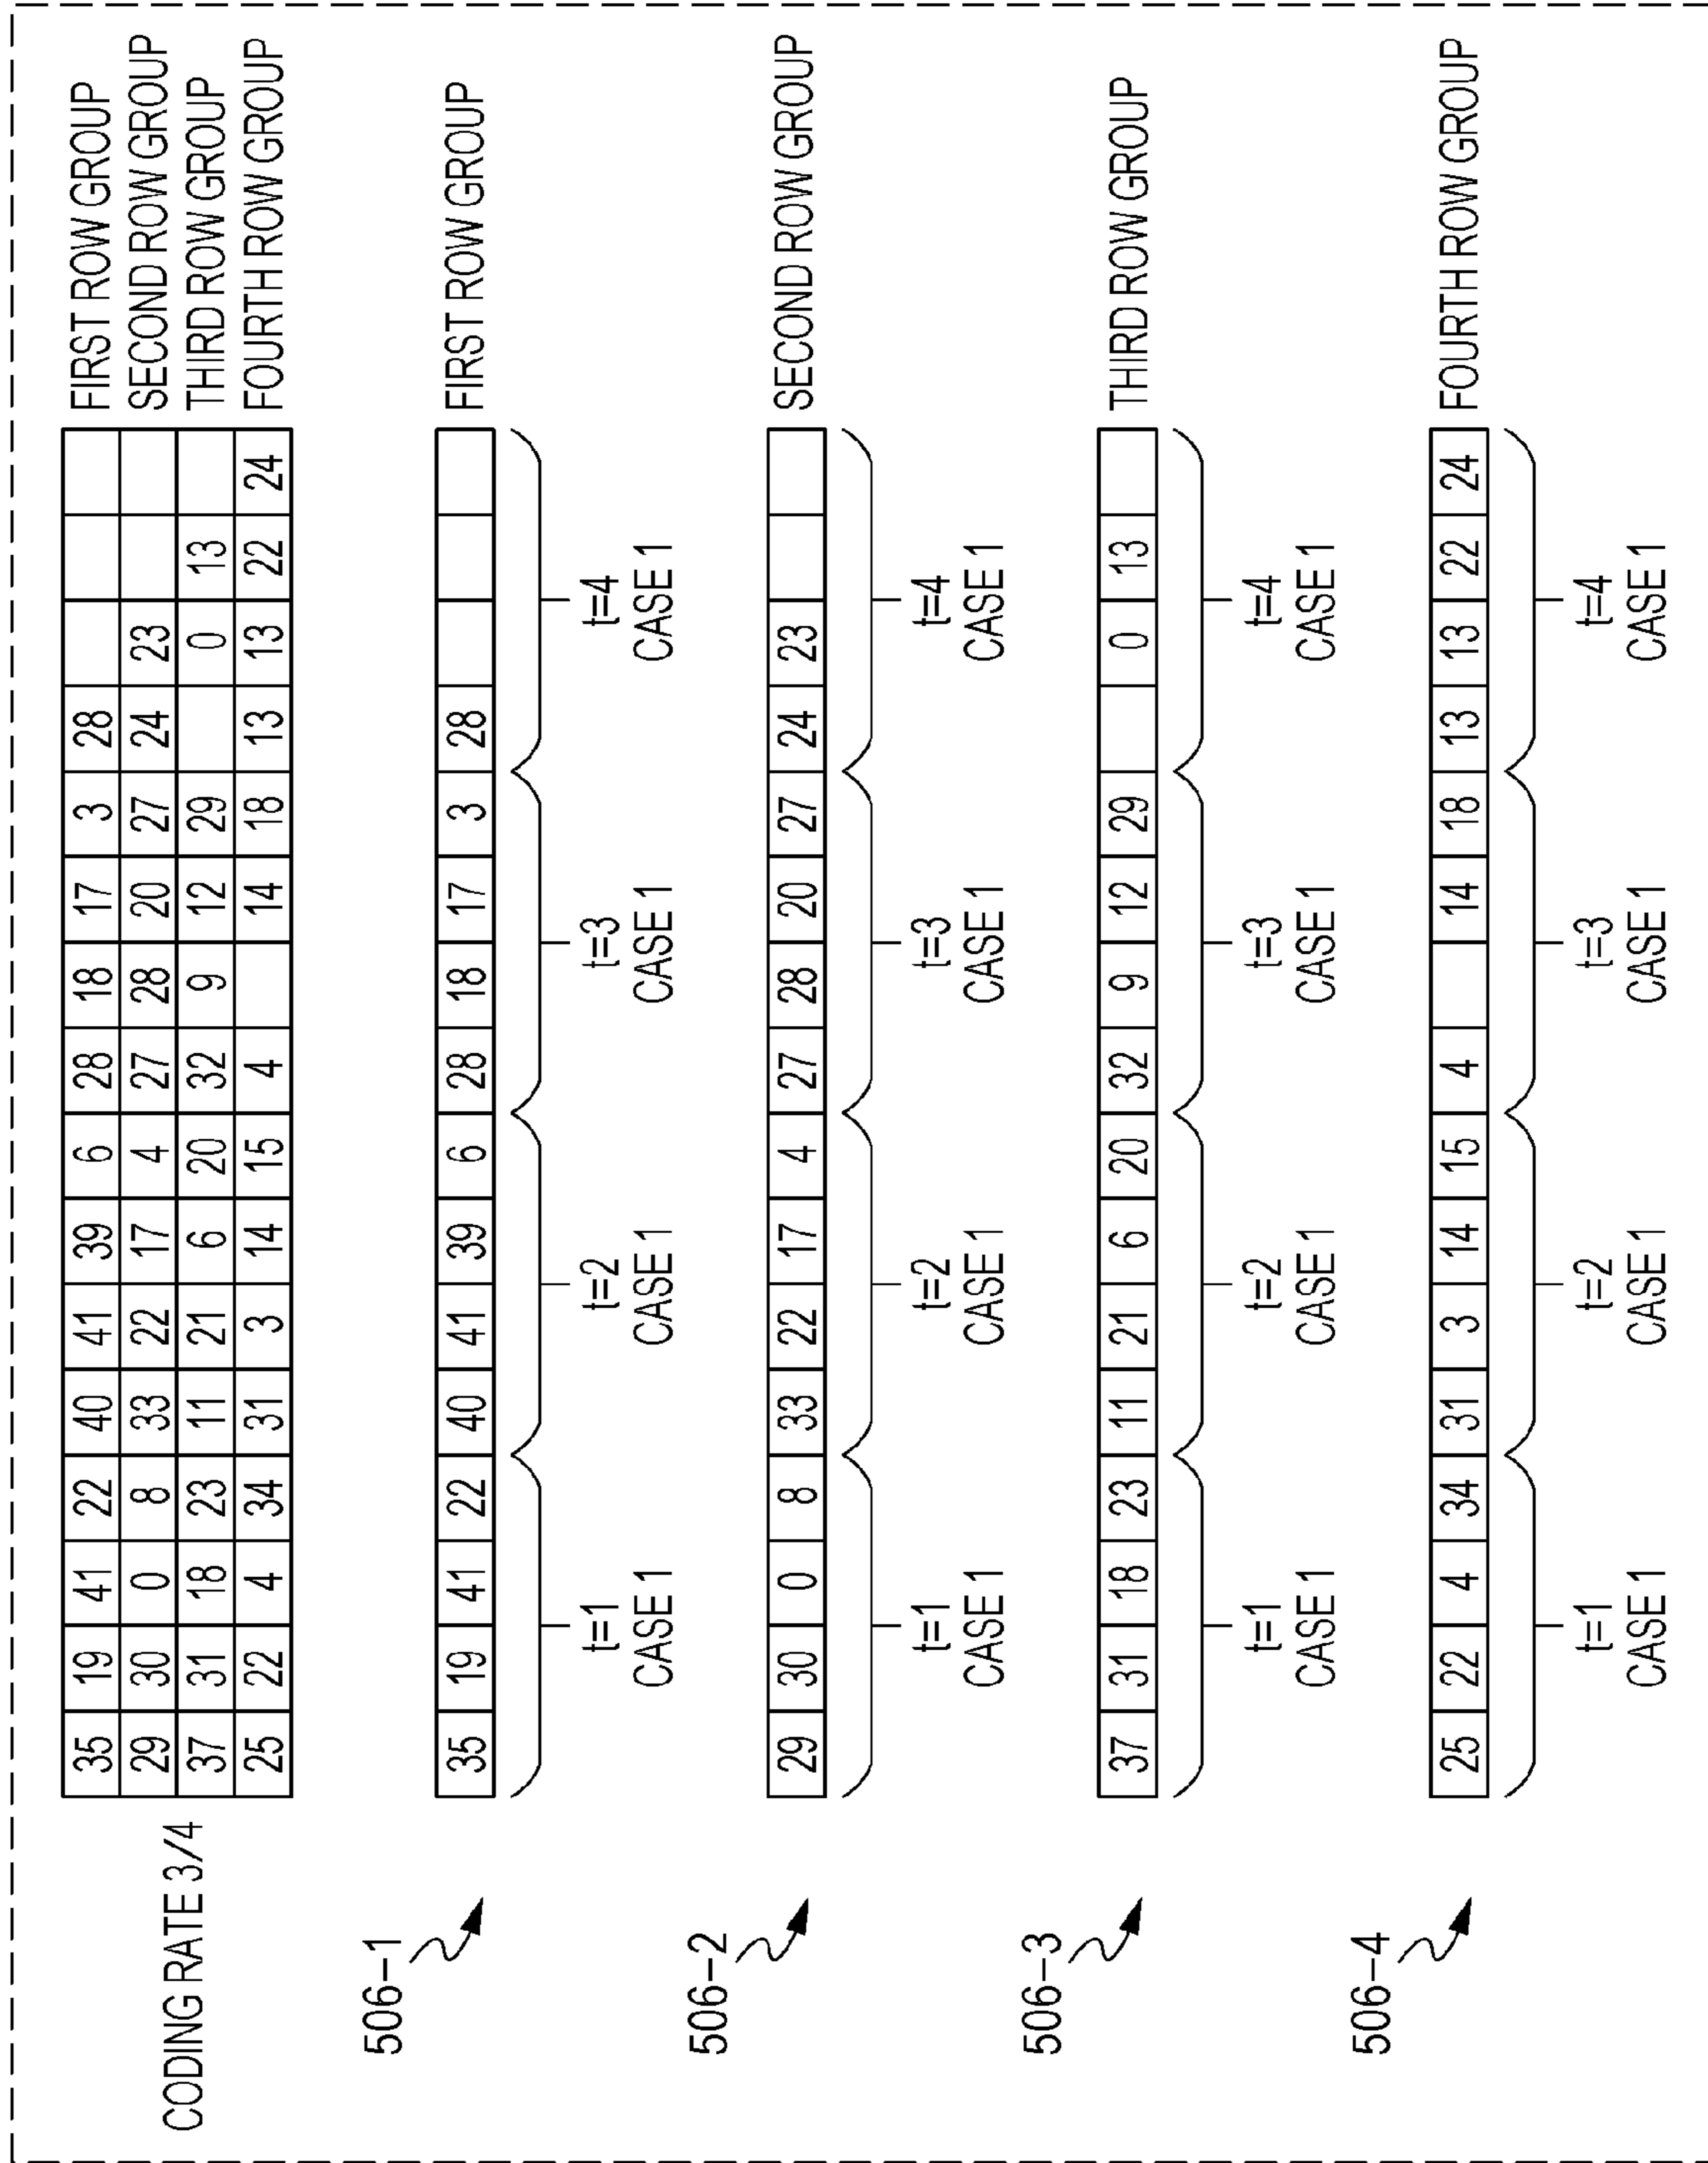 CODING RATE 3/4
35 19 41 22 40 41 39 6 28 18 17 3 28 FIRST ROW GROUP
29 30 0 8 33 22 17 4 27 28 20 27 24 23 SECOND ROW GROUP
37 31 18 23 11 21 6 20 32 9 12 29 0 13 THIRD ROW GROUP
25 22 4 34 31 3 14 15 4 14 18 13 13 22 24 FOURTH ROW GROUP
506-1
35 19 41 22 40 41 39 6 28 18 17 3 28 FIRST ROW GROUP
t=1 t=2 t=3 t=4
CASE 1 CASE 1 CASE 1 CASE 1
506-2
29 30 0 8 33 22 17 4 27 28 20 27 24 23 SECOND ROW GROUP
t=1 t=2 t=3 t=4
CASE 1 CASE 1 CASE 1 CASE 1
506-3
37 31 18 23 11 21 6 20 32 9 12 29 0 13 THIRD ROW GROUP
t=1 t=2 t=3 t=4
CASE 1 CASE 1 CASE 1 CASE 1
506-4
25 22 4 34 31 3 14 15 4 14 18 13 13 22 24 FOURTH ROW GROUP
t=1 t=2 t=3 t=4
CASE 1 CASE 1 CASE 1 CASE 1